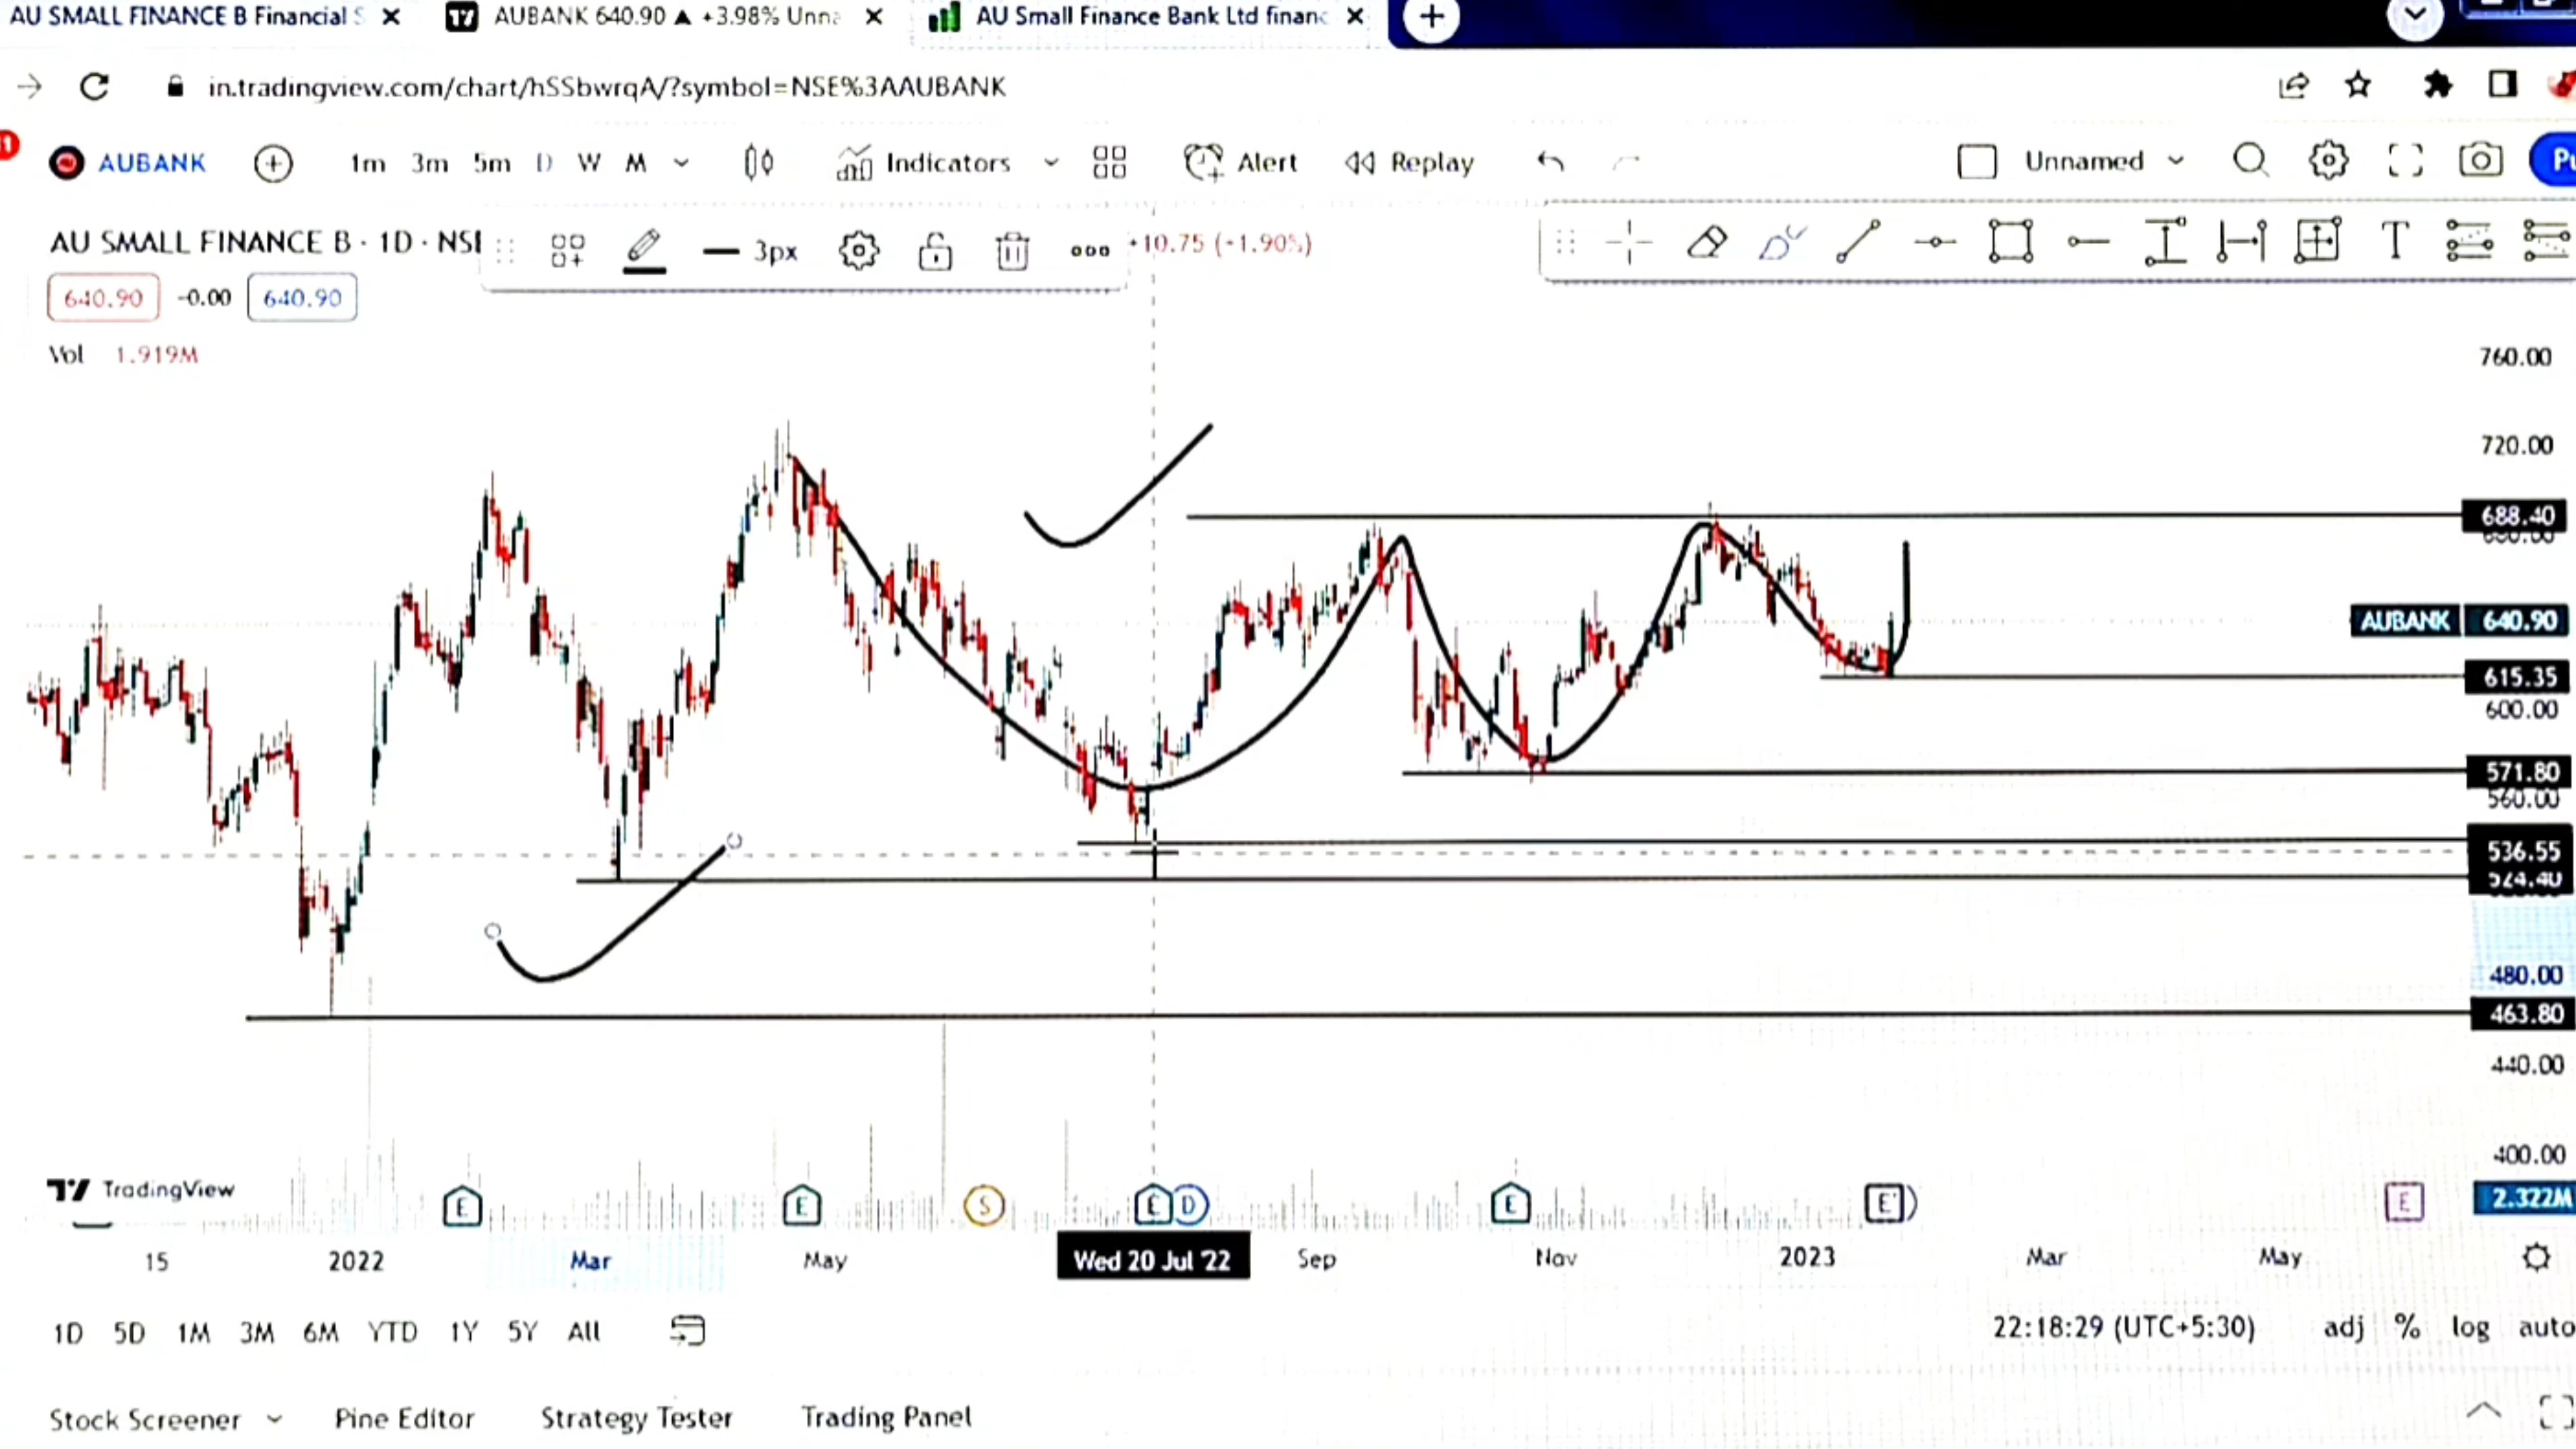 AU SMALL FINANCE B Financial S
AUBANK 640.90 ▲ +3.98% Unna
AU Small Finance Bank Ltd financ
in.tradingview.com/chart/hSSbwrqA/?symbol=NSE%3AAUBANK
AUBANK 1m 3m 5m D W M Indicators Alert Replay Unnamed Pu
AU SMALL FINANCE B · 1D · NSE 3px +10.75 (+1.90%) T
640.90 -0.00 640.90
Vol 1.919M
760.00
720.00
688.40
680.00
AUBANK 640.90
615.35
600.00
571.80
560.00
536.55
524.40
480.00
463.80
440.00
400.00
TradingView
E E S E D E E E
2.322M
15 2022 Mar May Wed 20 Jul '22 Sep Nov 2023 Mar May
1D 5D 1M 3M 6M YTD 1Y 5Y All 22:18:29 (UTC+5:30) adj % log auto
Stock Screener Pine Editor Strategy Tester Trading Panel